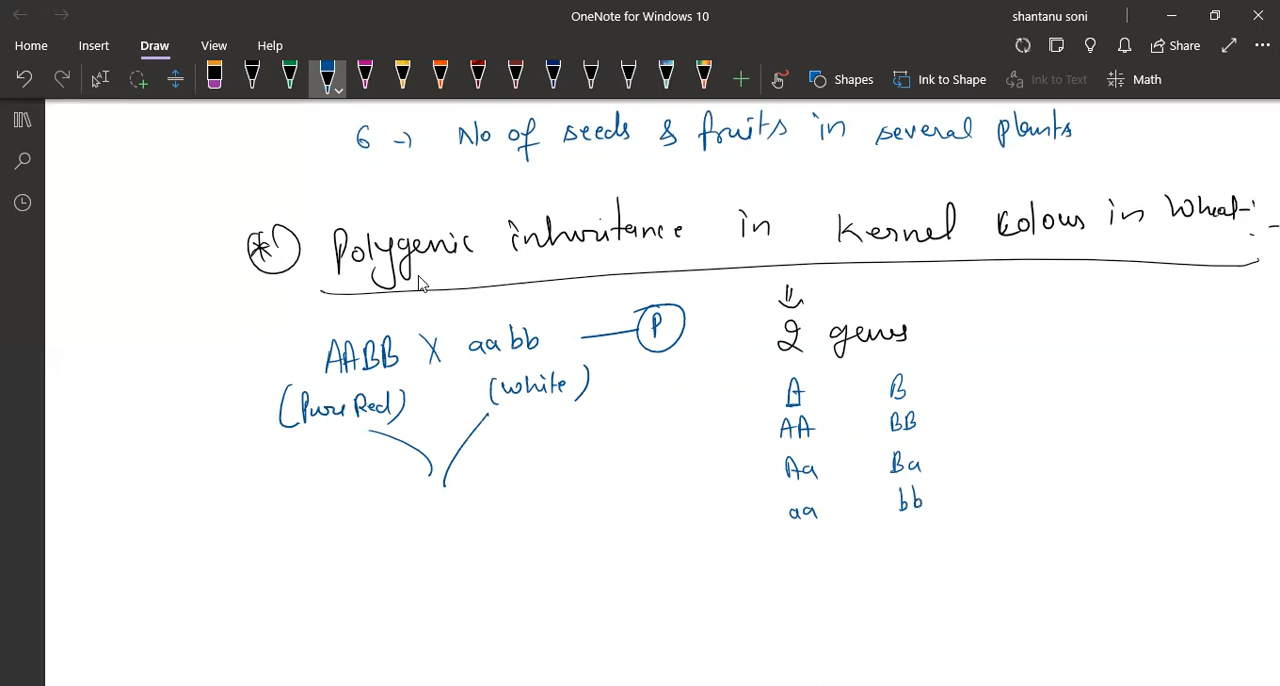 OneNote for Windows 10
shantanu soni
Home Insert Draw View Help
Share
Shapes Ink to Shape Ink to Text Math
6 → No of seeds & fruits in several plants
* Polygenic inheritance in Kernel Colour in Wheat:-
AABB X aabb — P
(Pure Red) (White)
2 genes
A B
AA BB
Aa Ba
aa bb